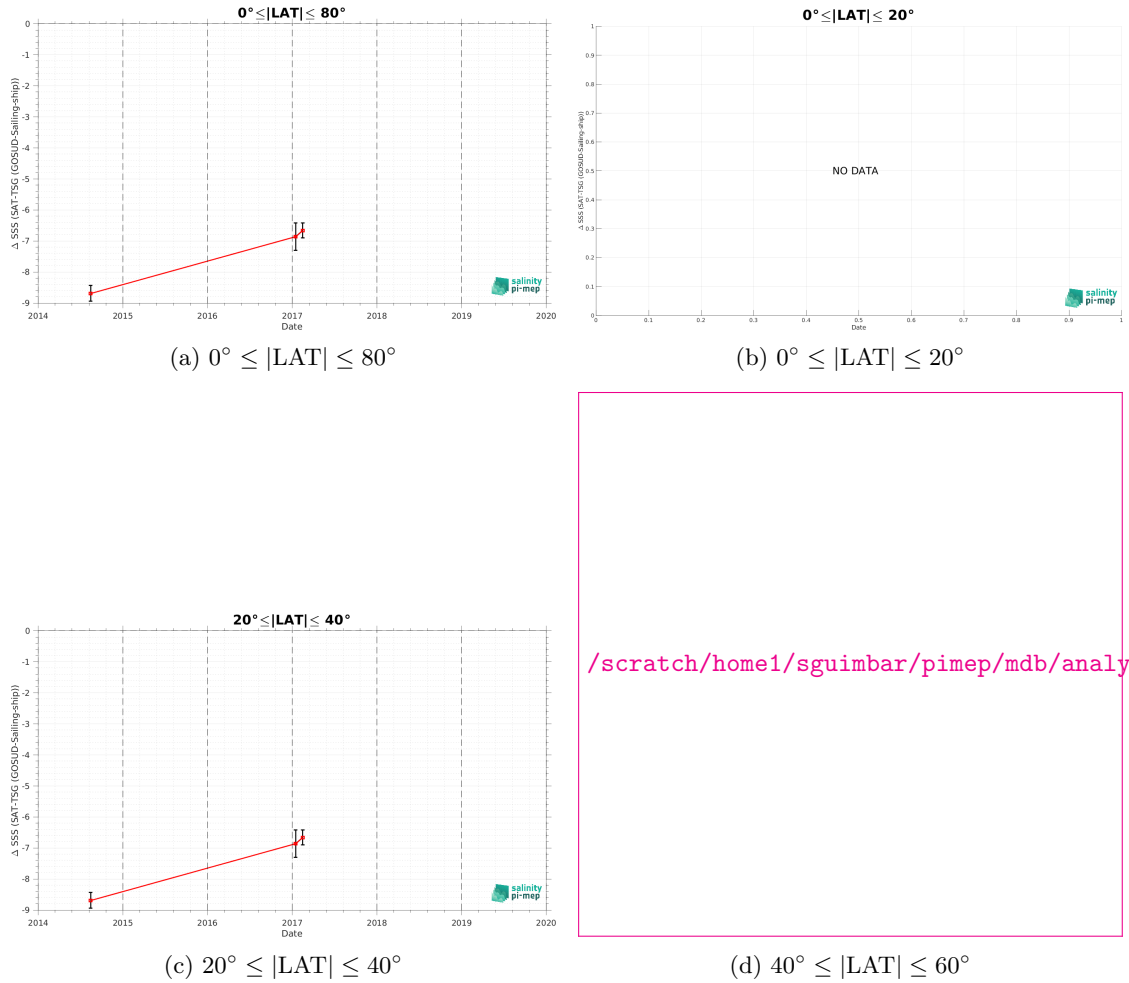 0°≤|LAT|≤ 80°
0
-1
-2
-3
-4
-5
-6
-7
-8
-9
Δ SSS (SAT-TSG (GOSUD-Sailing-ship))
2014 2015 2016 2017 2018 2019 2020
Date
salinity
pi-mep
(a) 0° ≤ |LAT| ≤ 80°
0°≤|LAT|≤ 20°
1
0.9
0.8
0.7
0.6
0.5
0.4
0.3
0.2
0.1
0
Δ SSS (SAT-TSG (GOSUD-Sailing-ship))
NO DATA
0 0.1 0.2 0.3 0.4 0.5 0.6 0.7 0.8 0.9 1
Date
salinity
pi-mep
(b) 0° ≤ |LAT| ≤ 20°
20°≤|LAT|≤ 40°
0
-1
-2
-3
-4
-5
-6
-7
-8
-9
Δ SSS (SAT-TSG (GOSUD-Sailing-ship))
2014 2015 2016 2017 2018 2019 2020
Date
salinity
pi-mep
(c) 20° ≤ |LAT| ≤ 40°
/scratch/home1/sguimbar/pimep/mdb/analy
(d) 40° ≤ |LAT| ≤ 60°